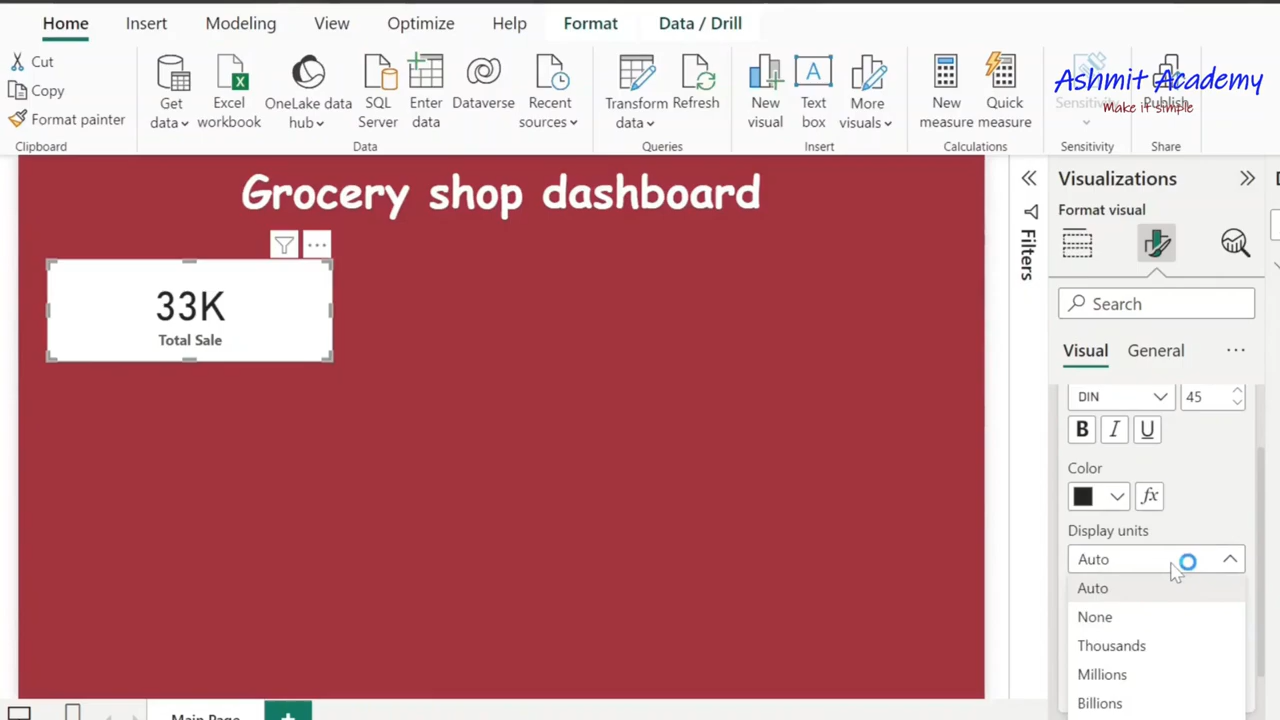 Home Insert Modeling View Optimize Help Format Data / Drill
Cut
Copy
Format painter
Clipboard
Get data
Excel workbook
OneLake data hub
SQL Server
Enter data
Dataverse
Recent sources
Data
Transform data
Refresh
Queries
New visual
Text box
More visuals
Insert
New measure
Quick measure
Calculations
Sensitivity
Sensitivity
Publish
Share
Ashmit Academy
Make it simple
Grocery shop dashboard
33K
Total Sale
Filters
Visualizations
Format visual
Search
Visual General
DIN 45
B I U
Color
fx
Display units
Auto
Auto
None
Thousands
Millions
Billions
Main Page